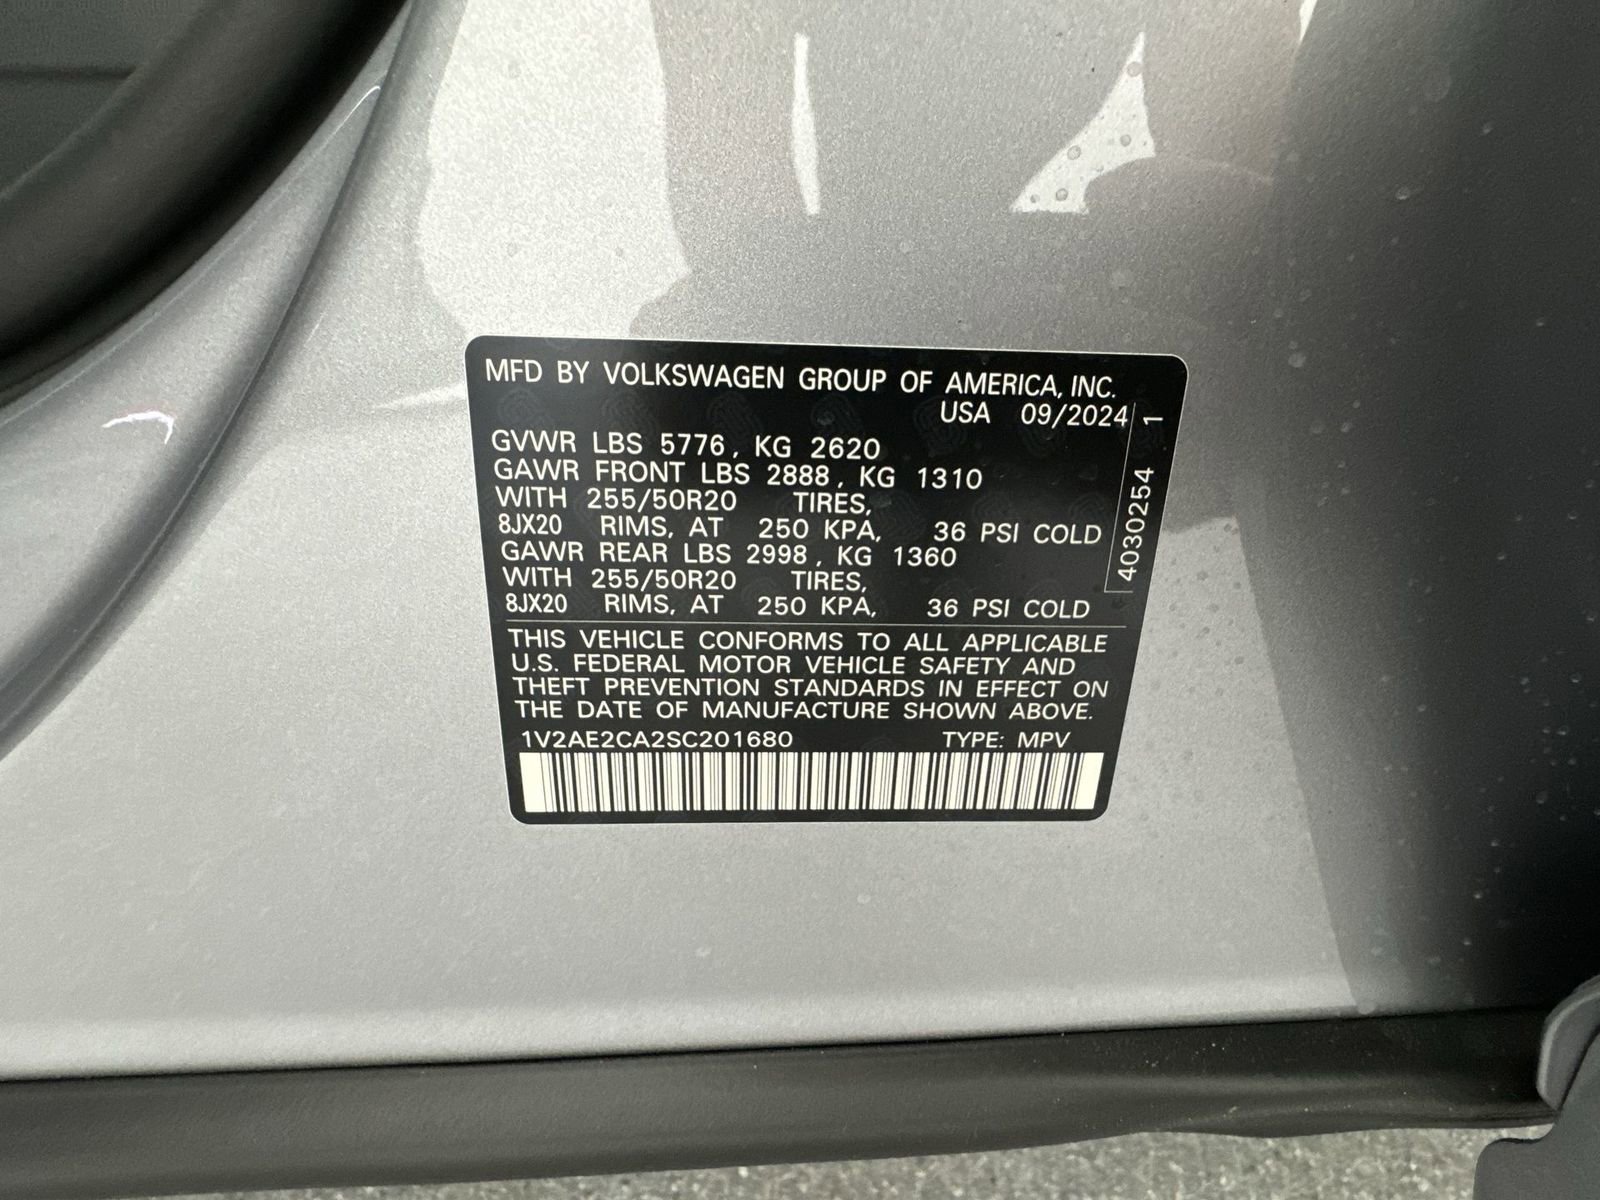 MFD BY VOLKSWAGEN GROUP OF AMERICA, INC.
USA 09/2024
GVWR LBS 5776, KG 2620
GAWR FRONT LBS 2888, KG 1310
WITH 255/50R20 TIRES,
8JX20 RIMS, AT 250 KPA, 36 PSI COLD
GAWR REAR LBS 2998, KG 1360
WITH 255/50R20 TIRES,
8JX20 RIMS, AT 250 KPA, 36 PSI COLD
4030254 1
THIS VEHICLE CONFORMS TO ALL APPLICABLE
U.S. FEDERAL MOTOR VEHICLE SAFETY AND
THEFT PREVENTION STANDARDS IN EFFECT ON
THE DATE OF MANUFACTURE SHOWN ABOVE.
1V2AE2CA2SC201680 TYPE: MPV